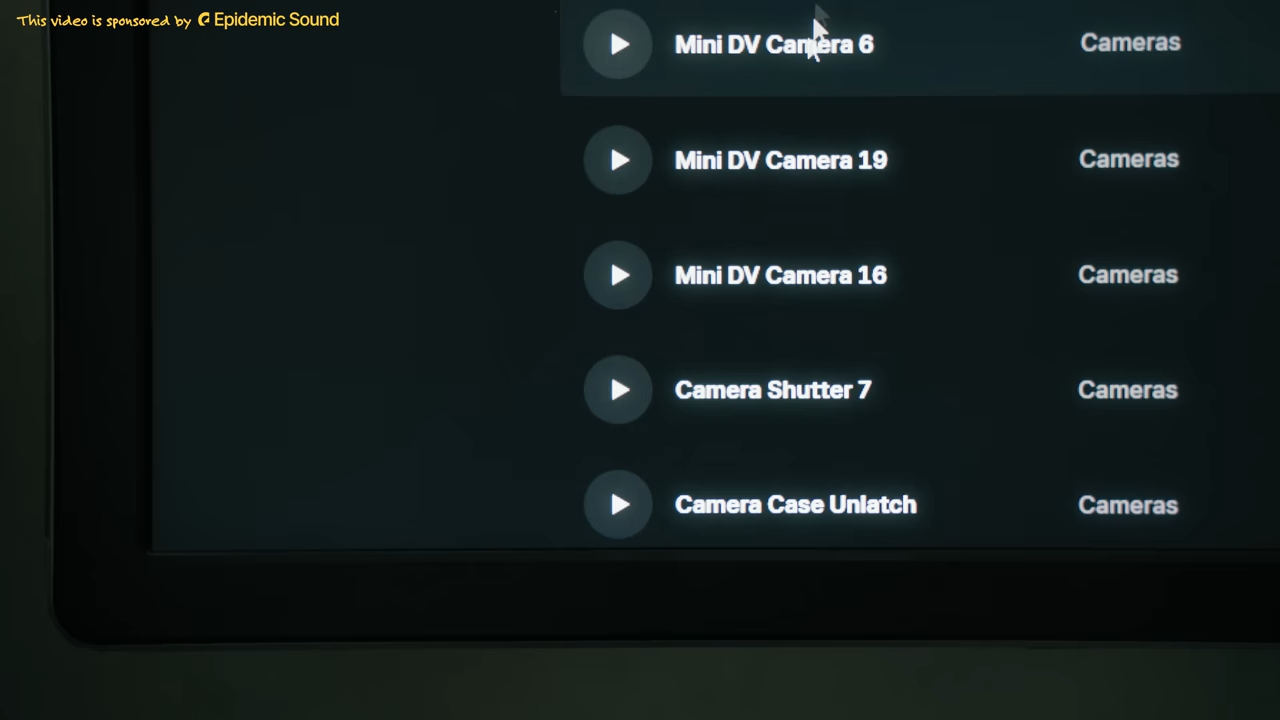 This video is sponsored by Epidemic Sound
Mini DV Camera 6 Cameras
Mini DV Camera 19 Cameras
Mini DV Camera 16 Cameras
Camera Shutter 7 Cameras
Camera Case Unlatch Cameras